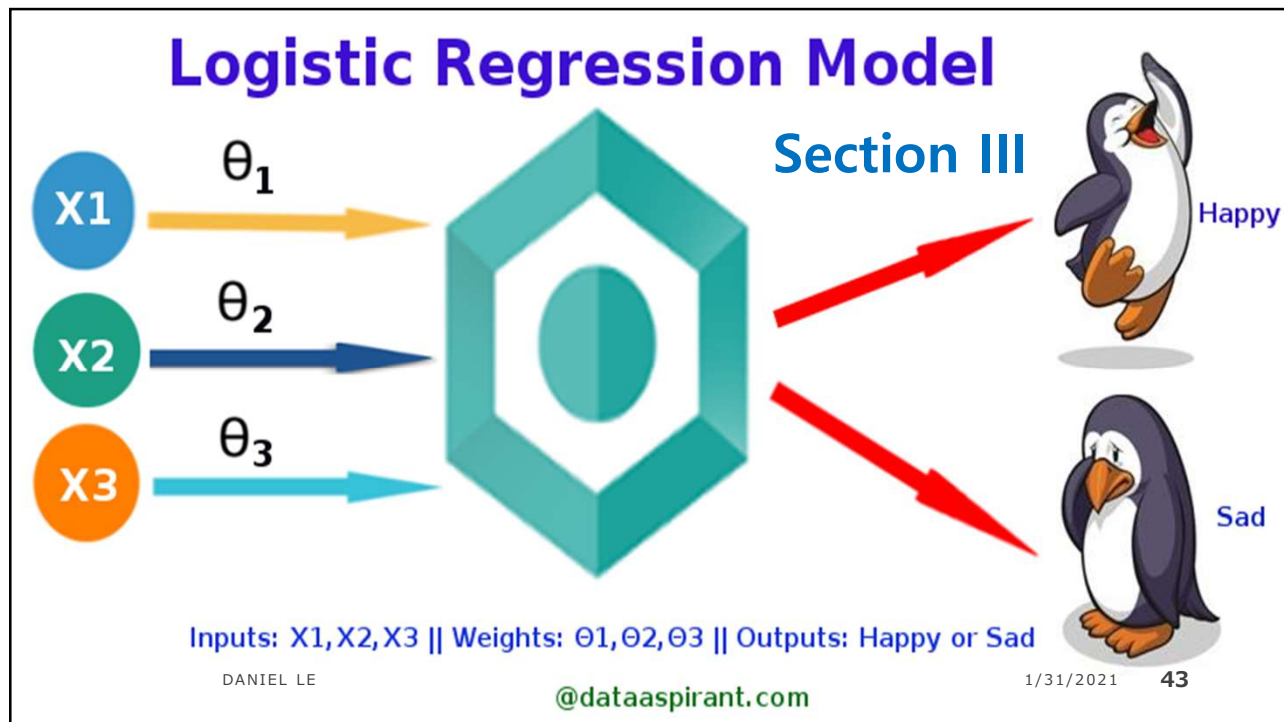 Logistic Regression Model
Section III
X1
θ1
X2
θ2
X3
θ3
Happy
Sad
Inputs: X1,X2,X3 || Weights: Θ1,Θ2,Θ3 || Outputs: Happy or Sad
DANIEL LE
1/31/2021
43
@dataaspirant.com